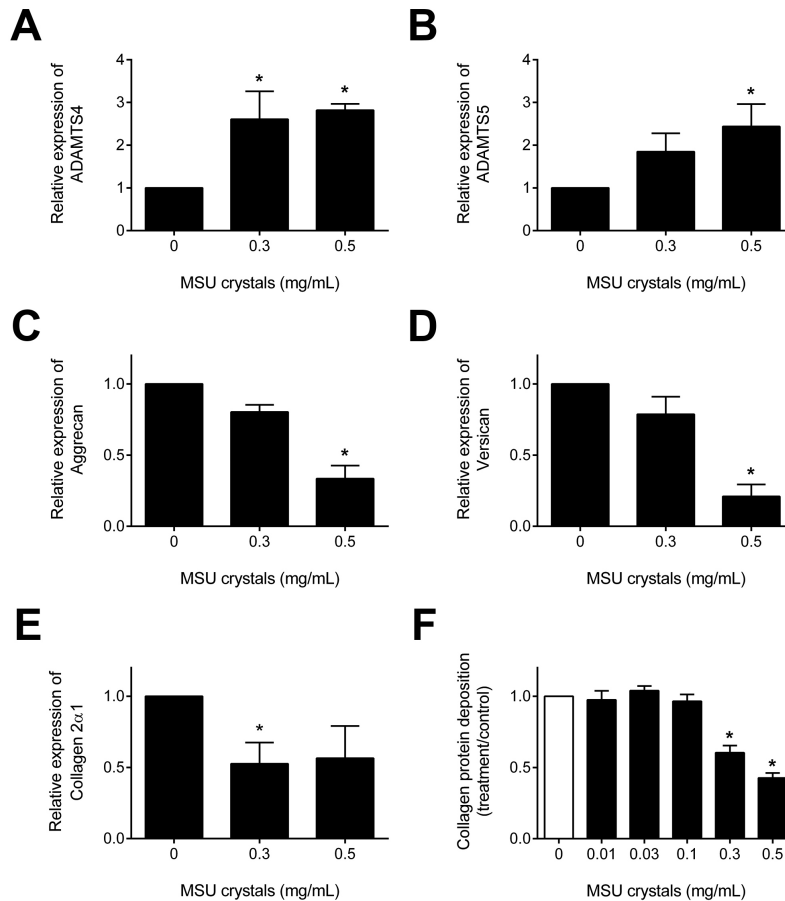 A
Relative expression of
ADAMTS4
4
3
2
1
0
*
*
0 0.3 0.5
MSU crystals (mg/mL)
B
Relative expression of
ADAMTS5
4
3
2
1
0
*
0 0.3 0.5
MSU crystals (mg/mL)
C
Relative expression of
Aggrecan
1.0
0.5
0.0
*
0 0.3 0.5
MSU crystals (mg/mL)
D
Relative expression of
Versican
1.0
0.5
0.0
*
0 0.3 0.5
MSU crystals (mg/mL)
E
Relative expression of
Collagen 2α1
1.0
0.5
0.0
*
0 0.3 0.5
MSU crystals (mg/mL)
F
Collagen protein deposition
(treatment/control)
1.0
0.5
0.0
*
*
0 0.01 0.03 0.1 0.3 0.5
MSU crystals (mg/mL)